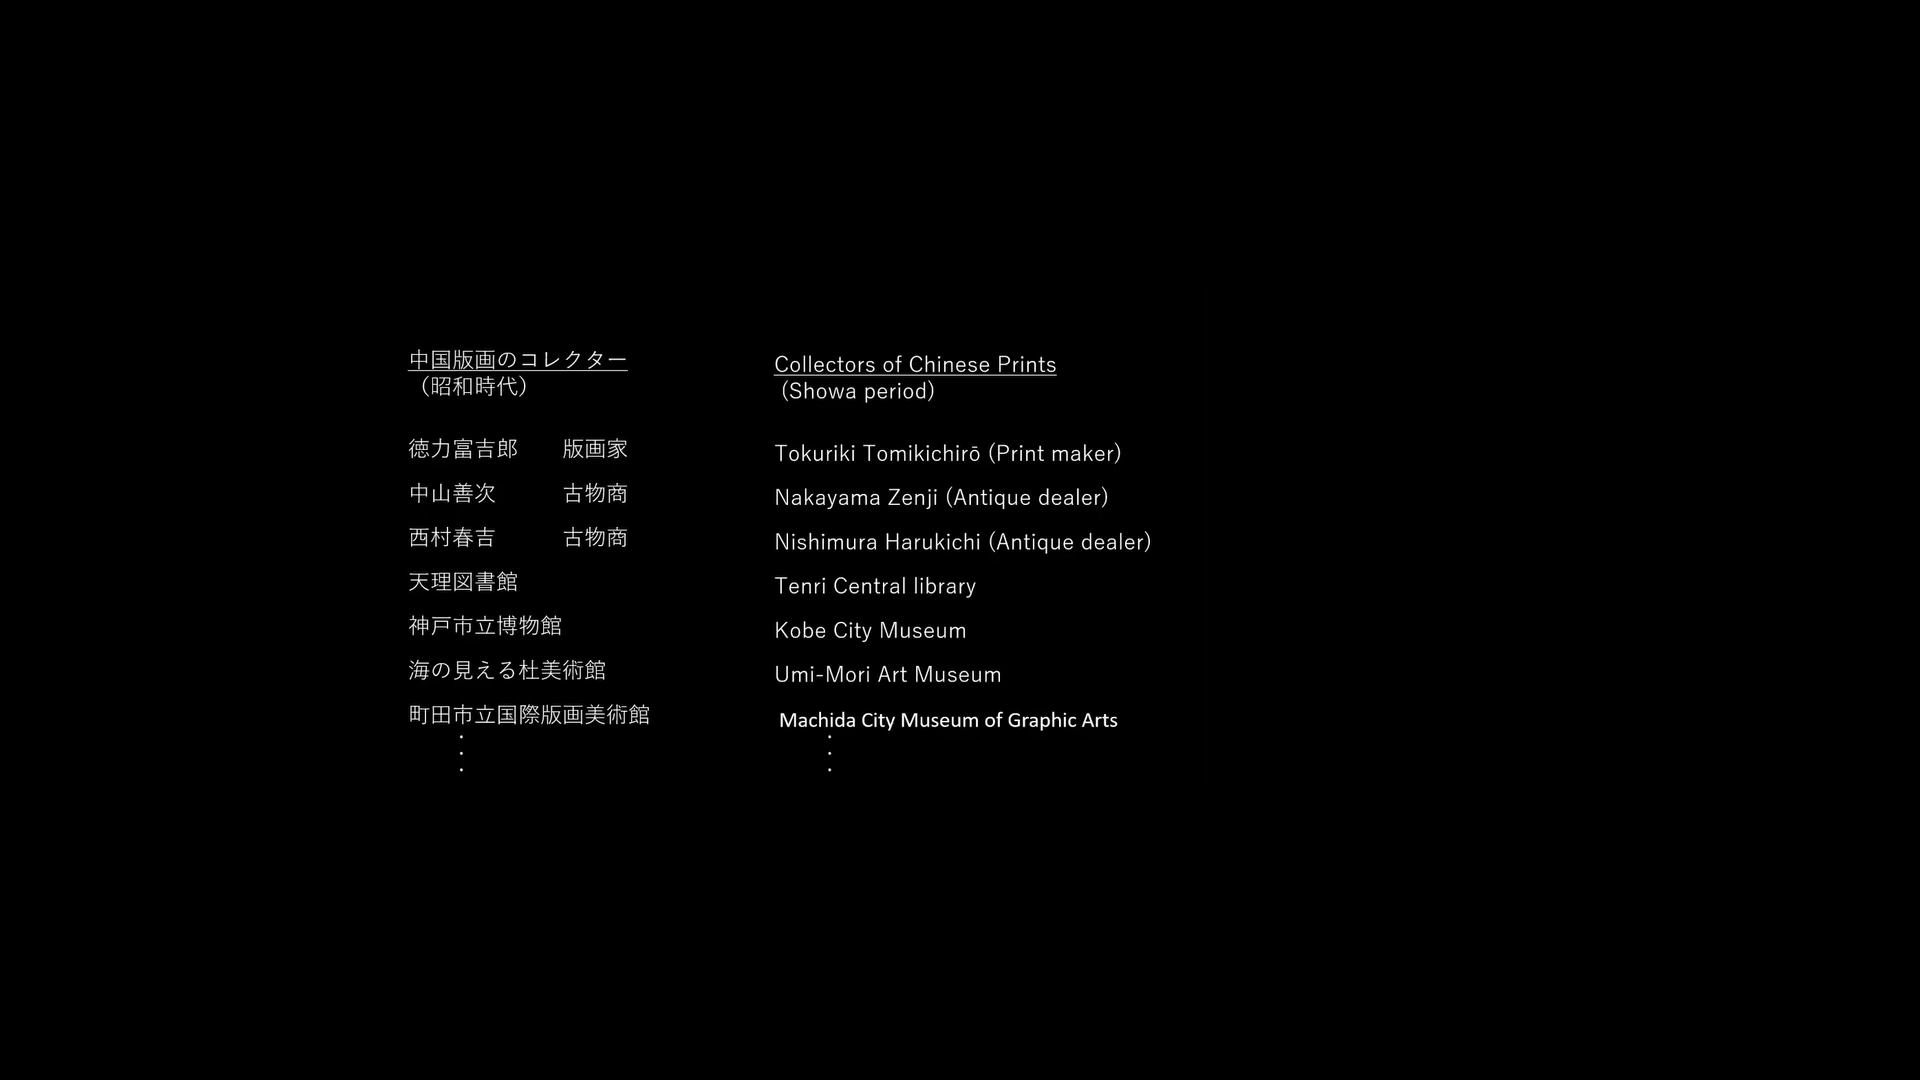 中国版画のコレクター
（昭和時代）
徳力富吉郎　　版画家
中山善次　　　古物商
西村春吉　　　古物商
天理図書館
神戸市立博物館
海の見える杜美術館
町田市立国際版画美術館
・
・
・
Collectors of Chinese Prints
(Showa period)
Tokuriki Tomikichirō (Print maker)
Nakayama Zenji (Antique dealer)
Nishimura Harukichi (Antique dealer)
Tenri Central library
Kobe City Museum
Umi-Mori Art Museum
Machida City Museum of Graphic Arts
・
・
・